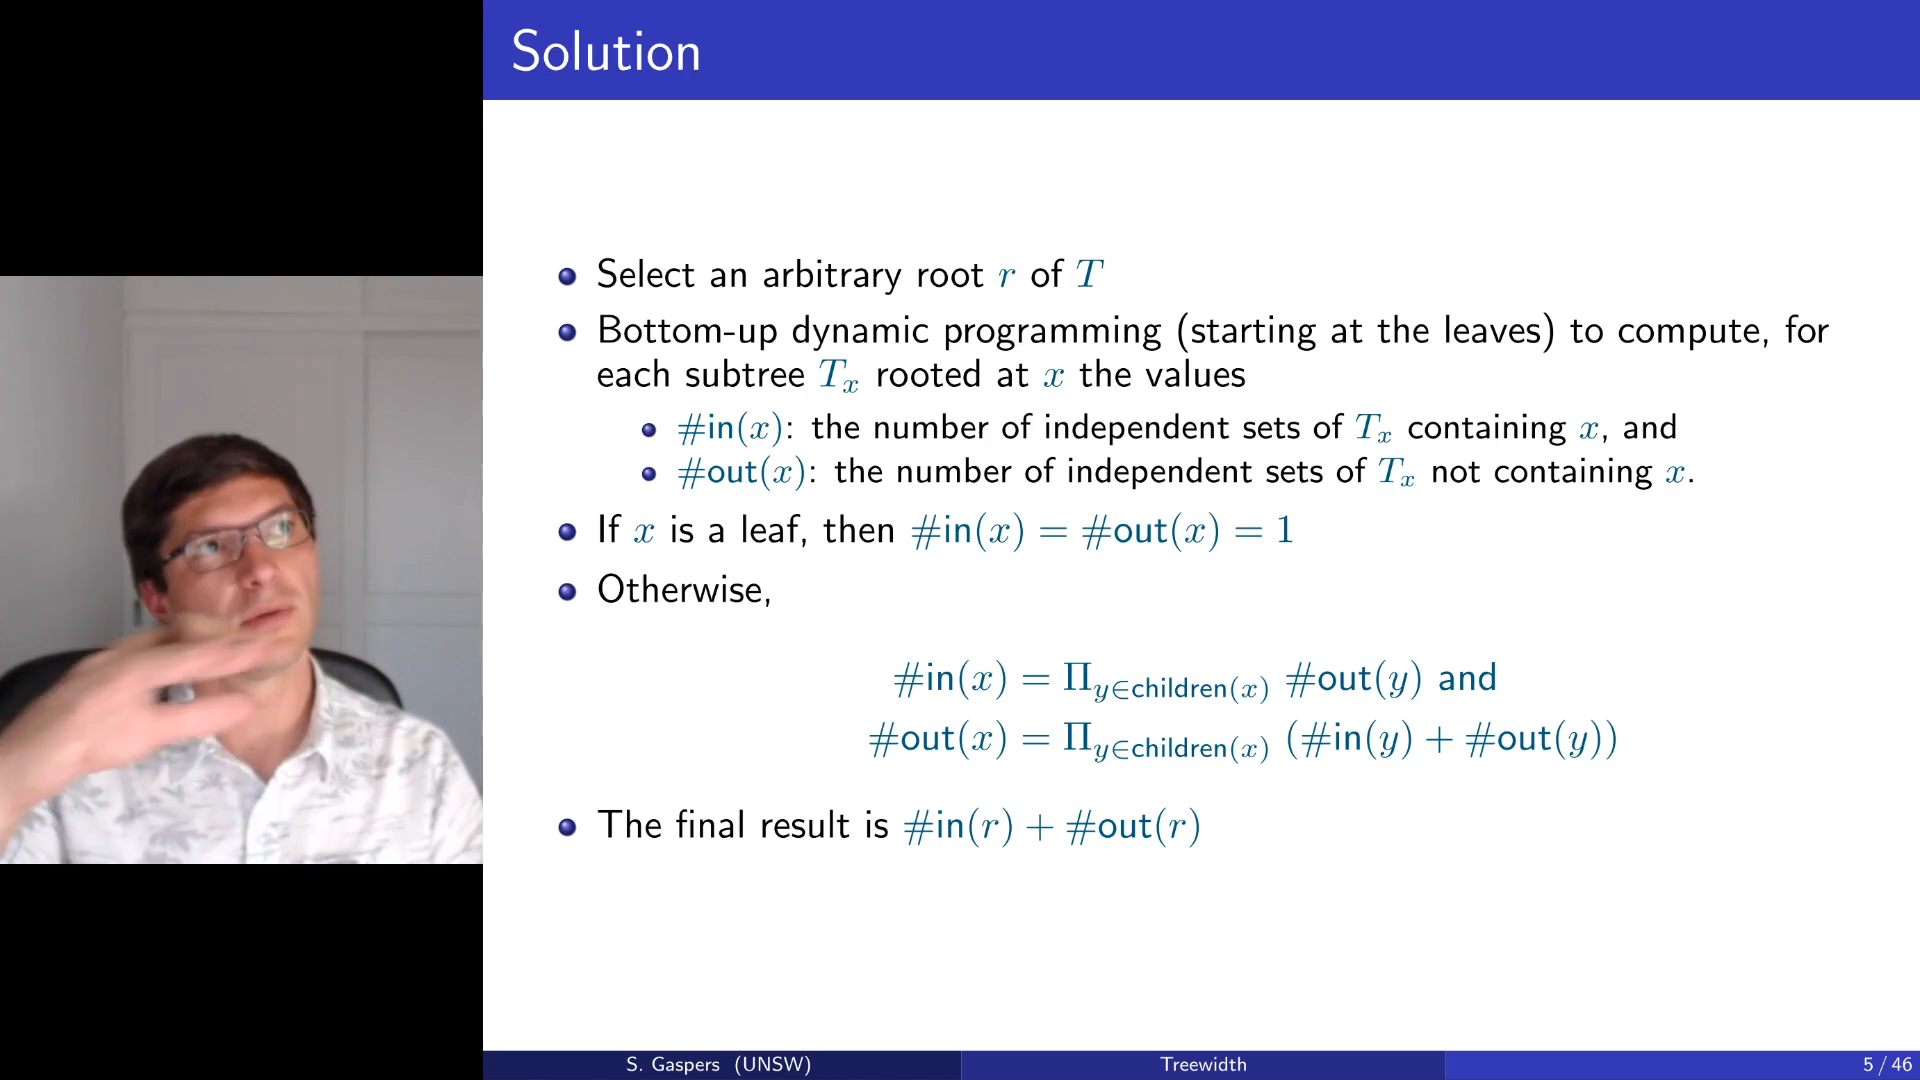 Solution
Select an arbitrary root r of T
Bottom-up dynamic programming (starting at the leaves) to compute, for
each subtree Tₓ rooted at x the values
#in(x): the number of independent sets of Tₓ containing x, and
#out(x): the number of independent sets of Tₓ not containing x.
If x is a leaf, then #in(x) = #out(x) = 1
Otherwise,
#in(x) = Π_{y∈children(x)} #out(y) and
#out(x) = Π_{y∈children(x)} (#in(y) + #out(y))
The final result is #in(r) + #out(r)
S. Gaspers (UNSW) Treewidth 5 / 46